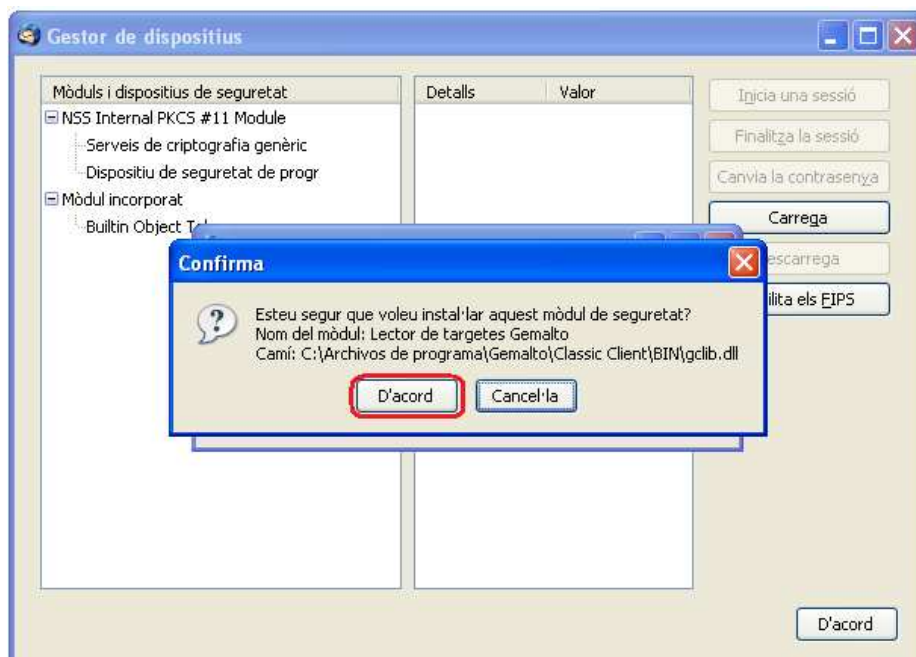 Gestor de dispositius
Mòduls i dispositius de seguretat
Detalls
Valor
NSS Internal PKCS #11 Module
Serveis de criptografia genèric
Dispositiu de seguretat de progr
Mòdul incorporat
Builtin Object
Inicia una sessió
Finalitza la sessió
Canvia la contrasenya
Carrega
escarrega
ilita els FIPS
Confirma
Esteu segur que voleu instal·lar aquest mòdul de seguretat?
Nom del mòdul: Lector de targetes Gemalto
Camí: C:\Archivos de programa\Gemalto\Classic Client\BIN\gclib.dll
D'acord
Cancel·la
D'acord